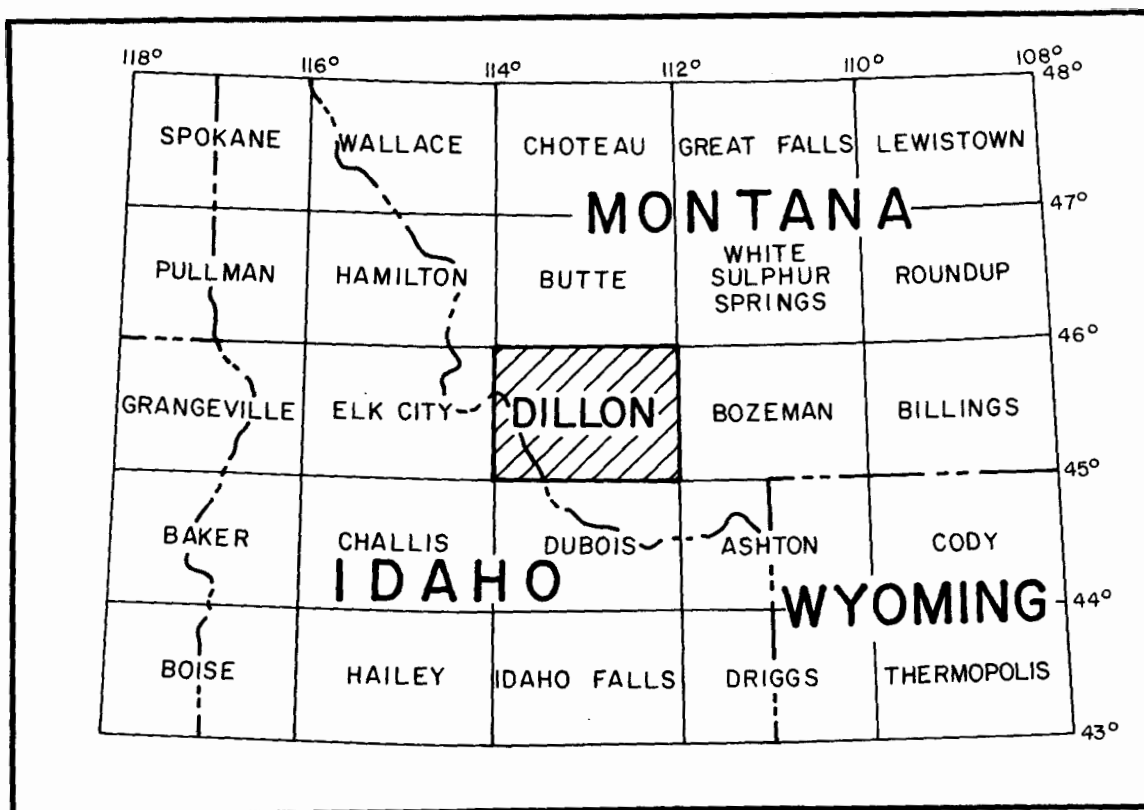 118° 116° 114° 112° 110° 108°
48°
SPOKANE WALLACE CHOTEAU GREAT FALLS LEWISTOWN
MONTANA
47°
PULLMAN HAMILTON BUTTE WHITE SULPHUR SPRINGS ROUNDUP
46°
GRANGEVILLE ELK CITY DILLON BOZEMAN BILLINGS
45°
BAKER CHALLIS DUBOIS ASHTON CODY
IDAHO WYOMING
44°
BOISE HAILEY IDAHO FALLS DRIGGS THERMOPOLIS
43°